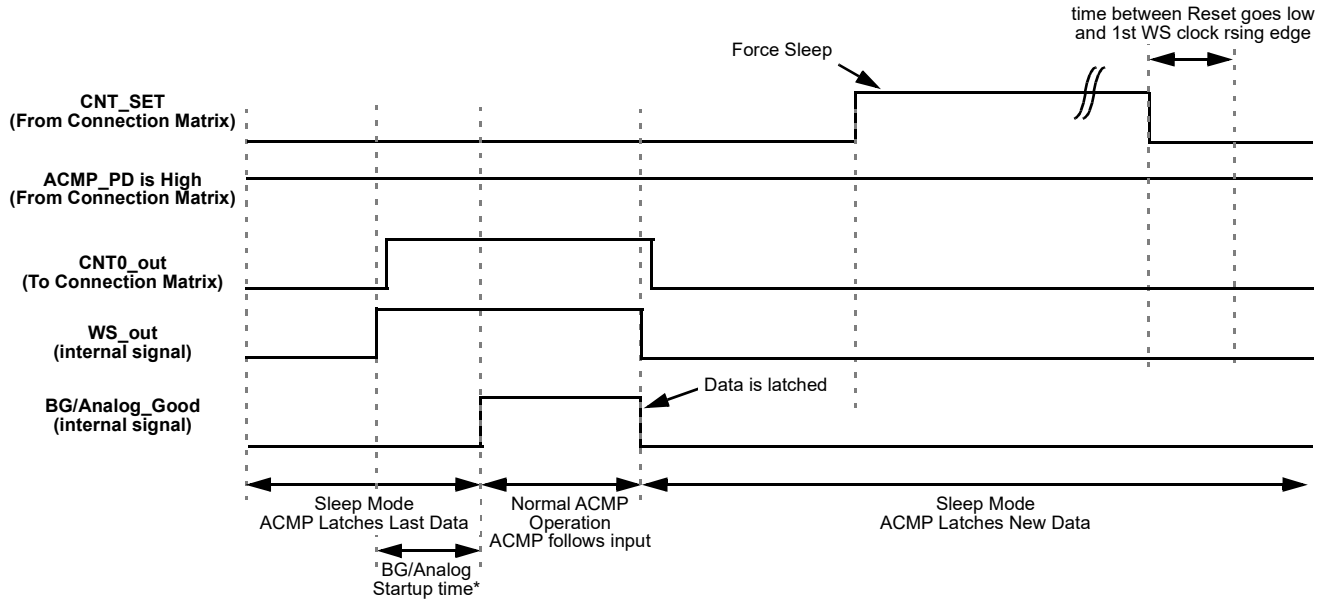 time between Reset goes low
and 1st WS clock rsing edge
Force Sleep
CNT_SET
(From Connection Matrix)
ACMP_PD is High
(From Connection Matrix)
CNT0_out
(To Connection Matrix)
WS_out
(internal signal)
Data is latched
BG/Analog_Good
(internal signal)
Sleep Mode
ACMP Latches Last Data
Normal ACMP
Operation
ACMP follows input
Sleep Mode
ACMP Latches New Data
BG/Analog
Startup time*